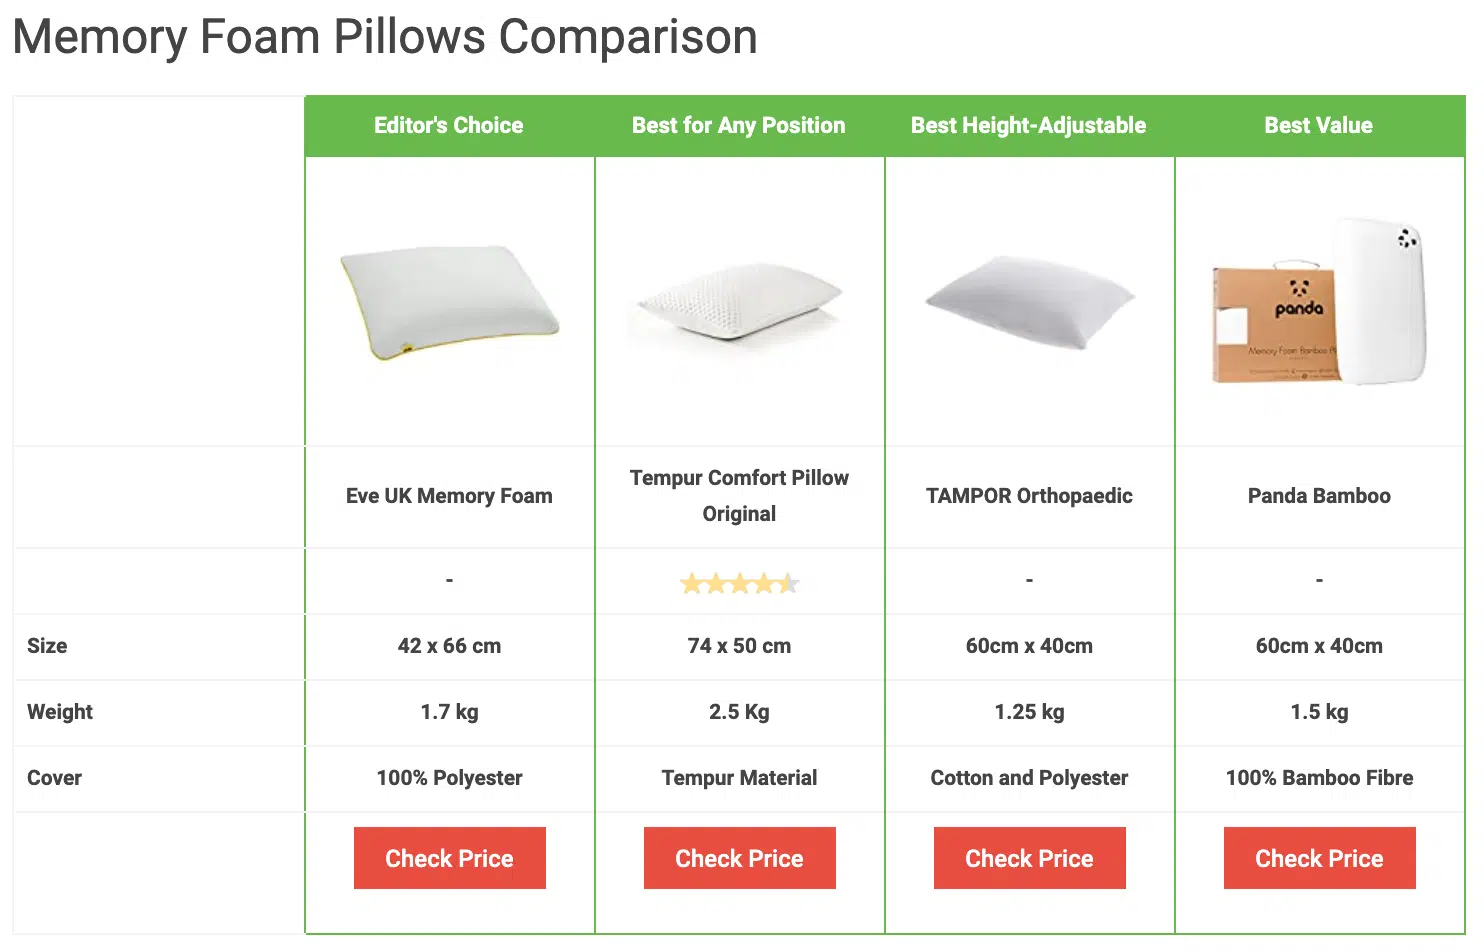 Memory Foam Pillows Comparison
Editor's Choice
Best for Any Position
Best Height-Adjustable
Best Value
panda
Memory Foam Bamboo
Eve UK Memory Foam
Tempur Comfort Pillow
Original
TAMPOR Orthopaedic
Panda Bamboo
-
-
-
Size
42 x 66 cm
74 x 50 cm
60cm x 40cm
60cm x 40cm
Weight
1.7 kg
2.5 Kg
1.25 kg
1.5 kg
Cover
100% Polyester
Tempur Material
Cotton and Polyester
100% Bamboo Fibre
Check Price
Check Price
Check Price
Check Price